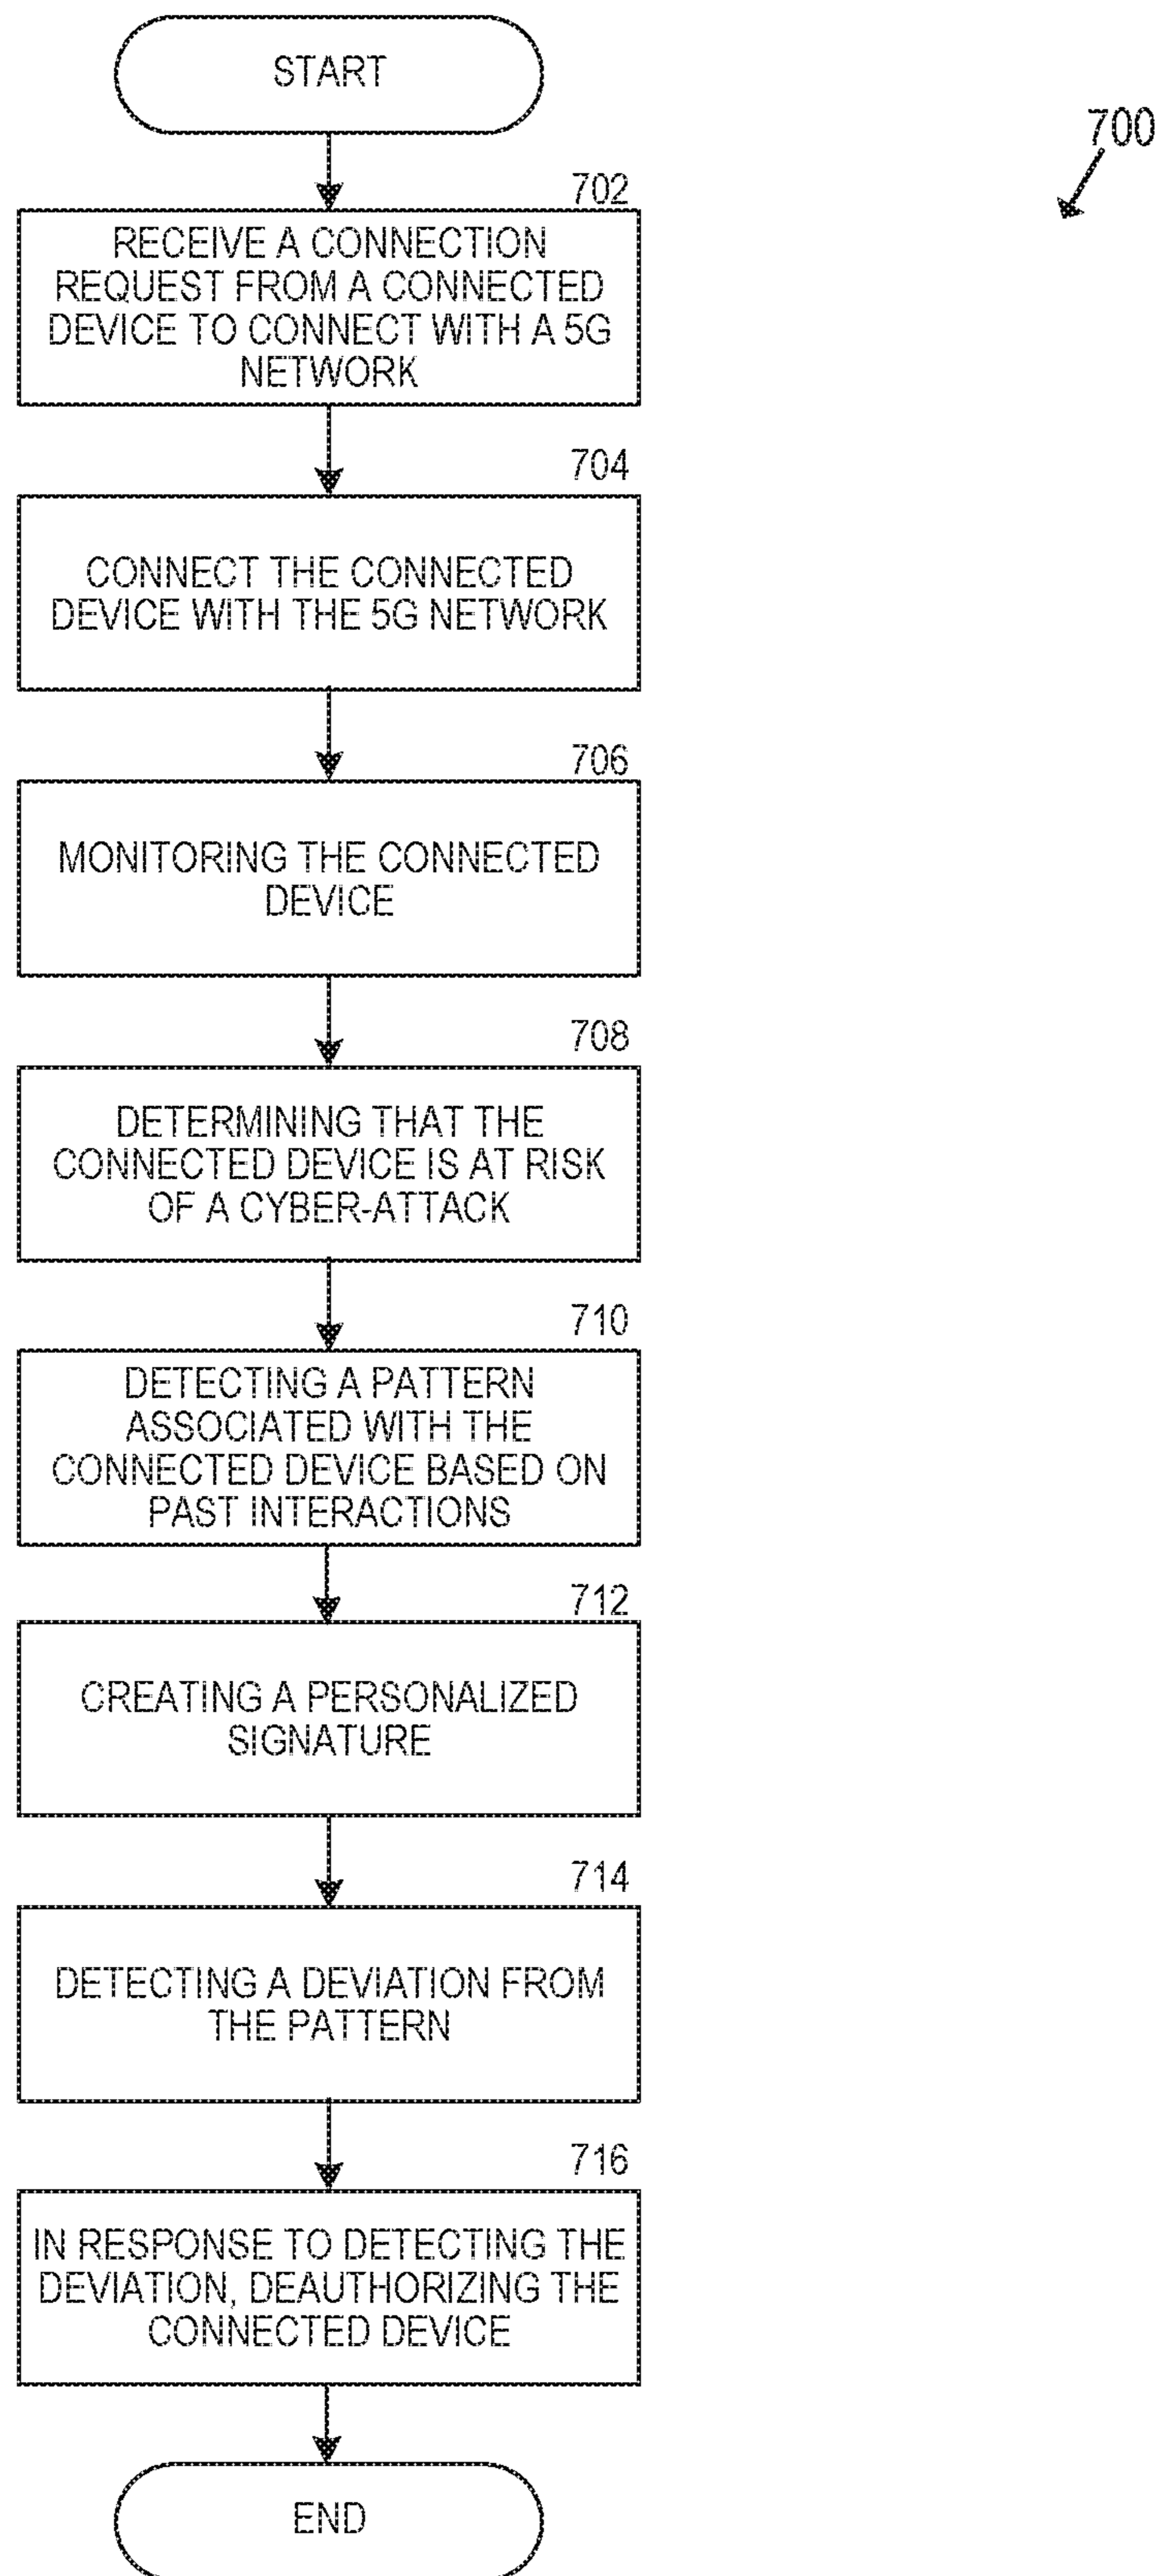 START
700
702
RECEIVE A CONNECTION
REQUEST FROM A CONNECTED
DEVICE TO CONNECT WITH A 5G
NETWORK
704
CONNECT THE CONNECTED
DEVICE WITH THE 5G NETWORK
706
MONITORING THE CONNECTED
DEVICE
708
DETERMINING THAT THE
CONNECTED DEVICE IS AT RISK
OF A CYBER-ATTACK
710
DETECTING A PATTERN
ASSOCIATED WITH THE
CONNECTED DEVICE BASED ON
PAST INTERACTIONS
712
CREATING A PERSONALIZED
SIGNATURE
714
DETECTING A DEVIATION FROM
THE PATTERN
716
IN RESPONSE TO DETECTING THE
DEVIATION, DEAUTHORIZING THE
CONNECTED DEVICE
END